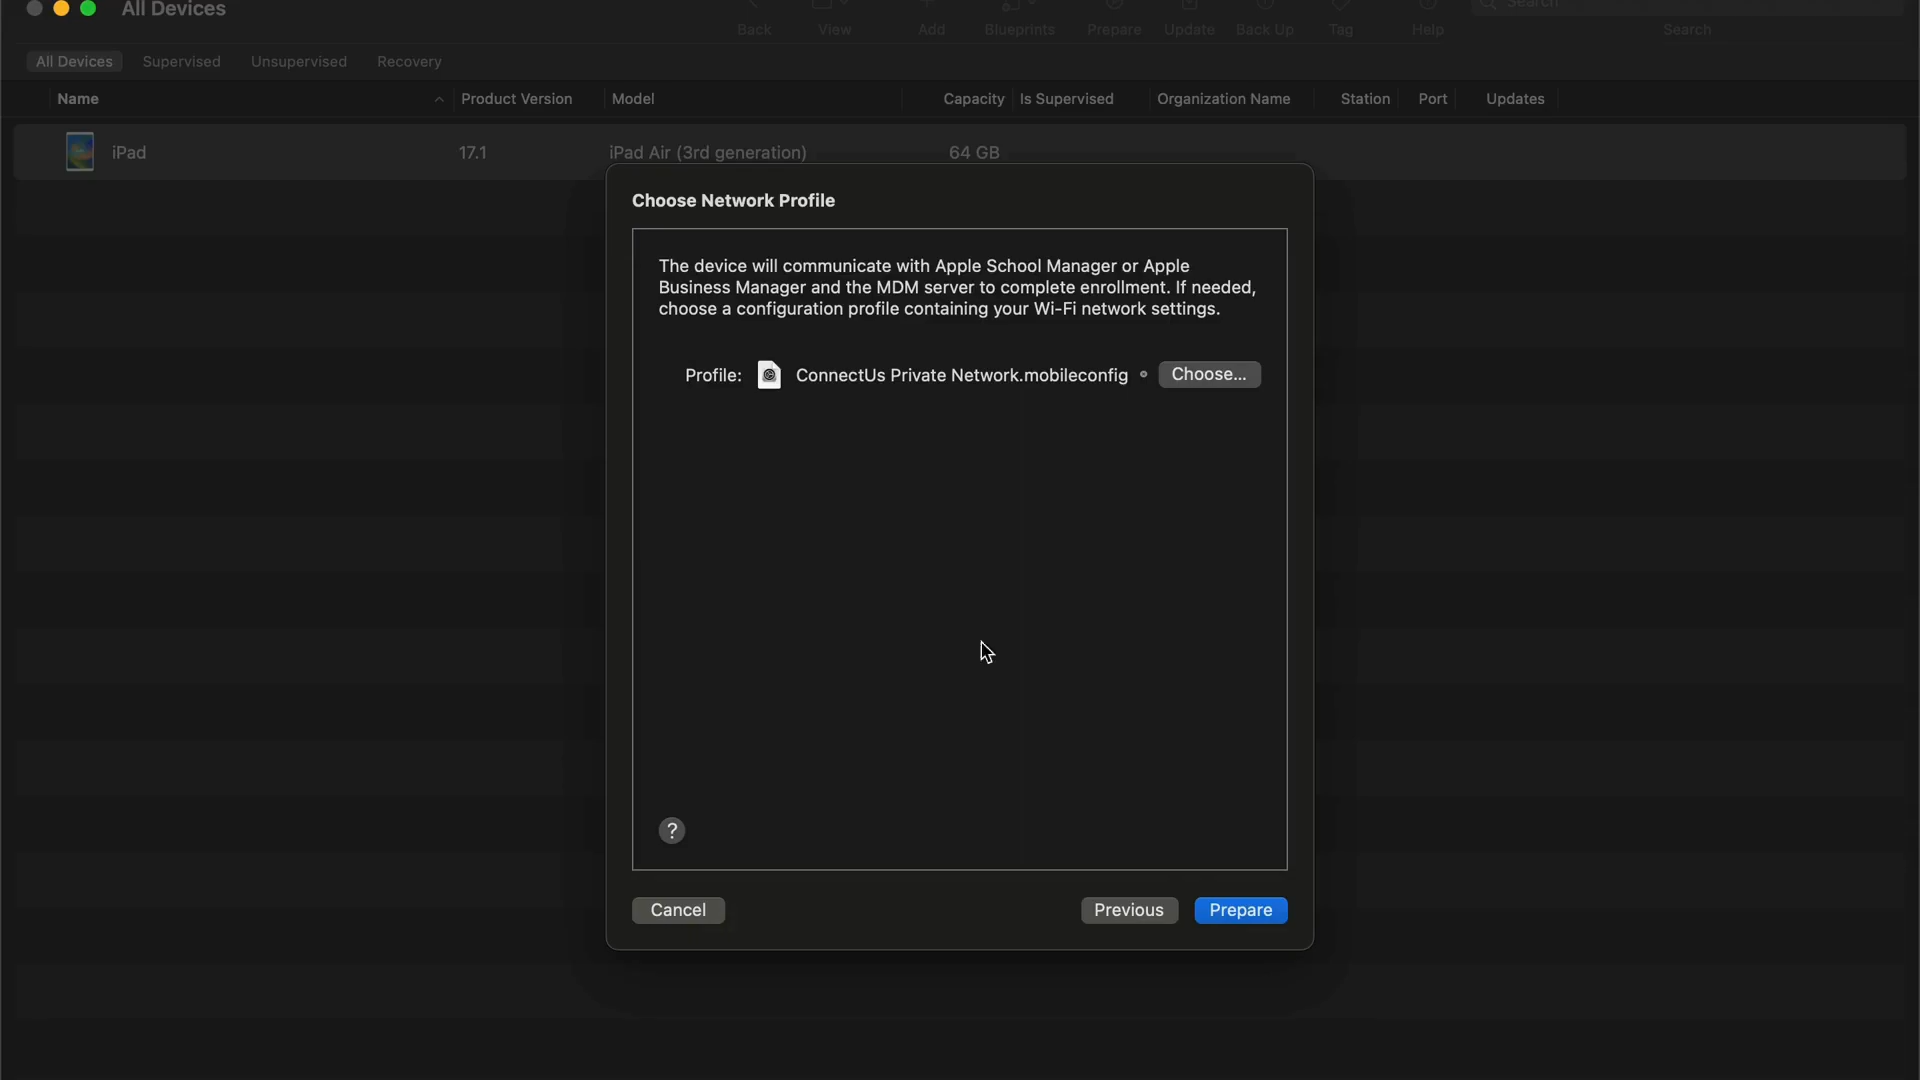 All Devices
Back View Add Blueprints Prepare Update Back Up Tag Help Search
Search
All Devices Supervised Unsupervised Recovery
Name Product Version Model Capacity Is Supervised Organization Name Station Port Updates
iPad 17.1 iPad Air (3rd generation) 64 GB
Choose Network Profile
The device will communicate with Apple School Manager or Apple
Business Manager and the MDM server to complete enrollment. If needed,
choose a configuration profile containing your Wi-Fi network settings.
Profile: ConnectUs Private Network.mobileconfig Choose...
?
Cancel Previous Prepare